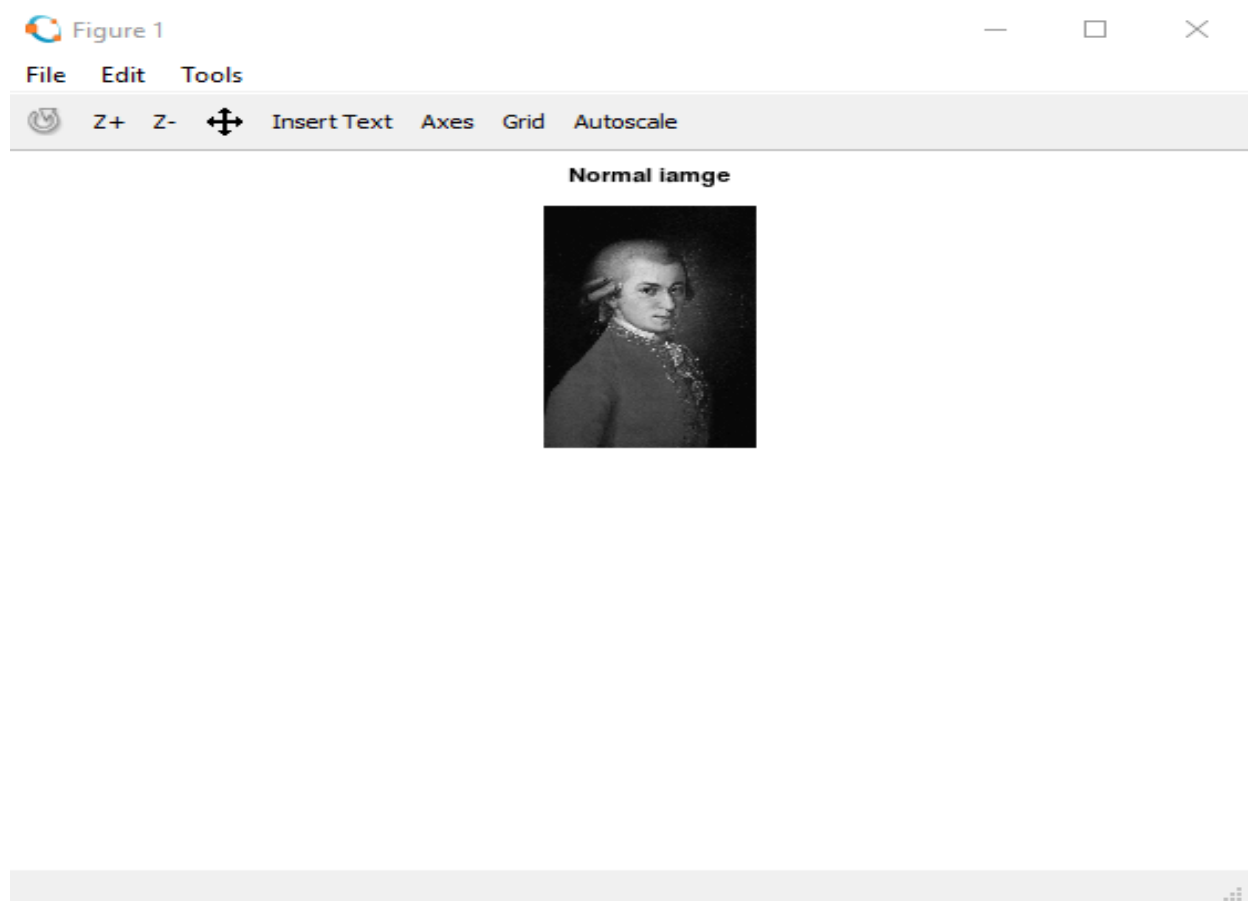 Figure 1
File Edit Tools
Z+ Z- Insert Text Axes Grid Autoscale
Normal iamge